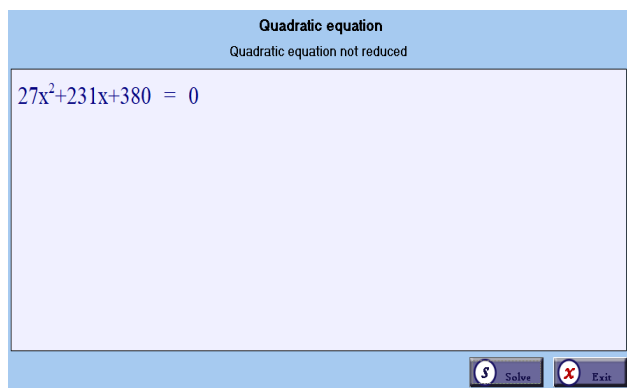 Quadratic equation
Quadratic equation not reduced
27x²+231x+380 = 0
S Solve
x Exit